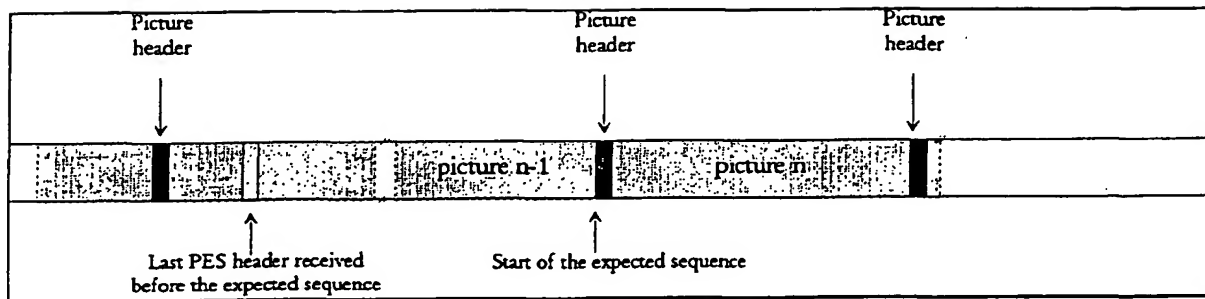 Picture
header
Picture
header
Picture
header
picture n-1
picture n
Last PES header received
before the expected sequence
Start of the expected sequence